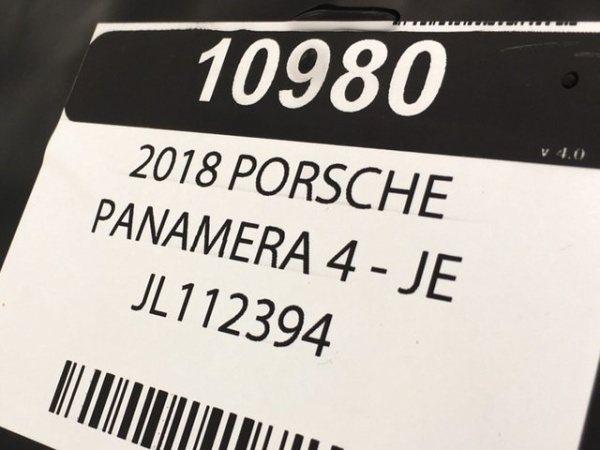 10980
v 4.0
2018 PORSCHE
PANAMERA 4 - JE
JL112394